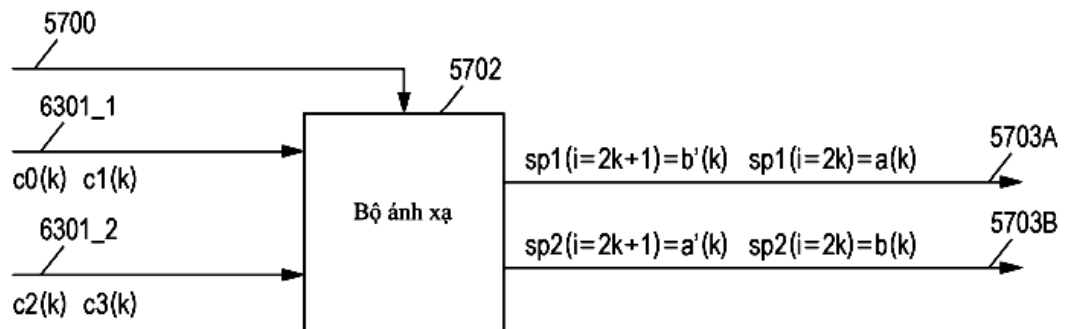 5700
5702
6301_1
c0(k) c1(k)
6301_2
c2(k) c3(k)
Bộ ánh xạ
sp1(i=2k+1)=b'(k) sp1(i=2k)=a(k)
5703A
sp2(i=2k+1)=a'(k) sp2(i=2k)=b(k)
5703B